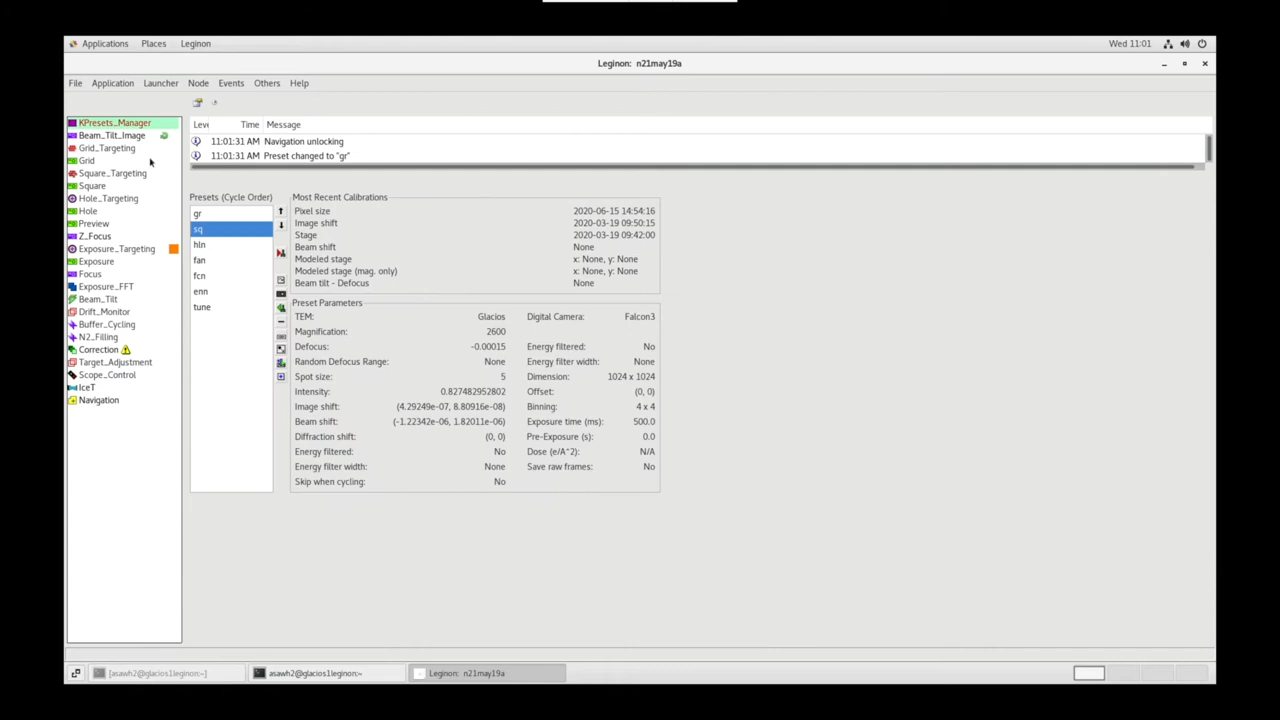 Applications Places Leginon Wed 11:01
Leginon: n21may19a
File Application Launcher Node Events Others Help
KPresets_Manager
Beam_Tilt_Image
Grid_Targeting
Grid
Square_Targeting
Square
Hole_Targeting
Hole
Preview
Z_Focus
Exposure_Targeting
Exposure
Focus
Exposure_FFT
Beam_Tilt
Drift_Monitor
Buffer_Cycling
N2_Filling
Correction
Target_Adjustment
Scope_Control
IceT
Navigation
Leve Time Message
11:01:31 AM Navigation unlocking
11:01:31 AM Preset changed to "gr"
Presets (Cycle Order)
gr
sq
hln
fan
fcn
enn
tune
Most Recent Calibrations
Pixel size 2020-06-15 14:54:16
Image shift 2020-03-19 09:50:15
Stage 2020-03-19 09:42:00
Beam shift None
Modeled stage x: None, y: None
Modeled stage (mag. only) x: None, y: None
Beam tilt - Defocus None
Preset Parameters
TEM: Glacios Digital Camera: Falcon3
Magnification: 2600
Defocus: -0.00015 Energy filtered: No
Random Defocus Range: None Energy filter width: None
Spot size: 5 Dimension: 1024 x 1024
Intensity: 0.827482952802 Offset: (0, 0)
Image shift: (4.29249e-07, 8.80916e-08) Binning: 4 x 4
Beam shift: (-1.22342e-06, 1.82011e-06) Exposure time (ms): 500.0
Diffraction shift: (0, 0) Pre-Exposure (s): 0.0
Energy filtered: No Dose (e/A^2): N/A
Energy filter width: None Save raw frames: No
Skip when cycling: No
[asawh2@glacios1leginon:~] asawh2@glacios1leginon:~ Leginon: n21may19a